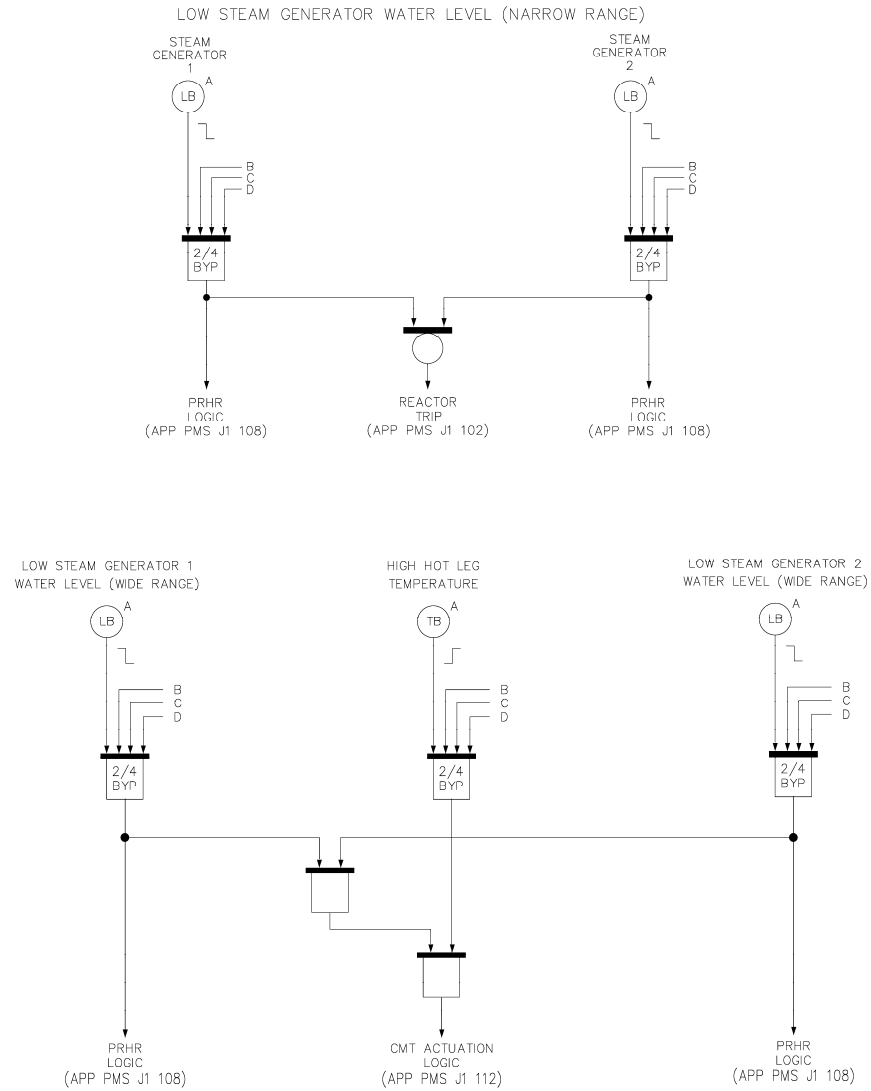 LOW STEAM GENERATOR WATER LEVEL (NARROW RANGE)
STEAM
GENERATOR
1
A
LB
B
C
D
2/4
BYP
STEAM
GENERATOR
2
A
LB
B
C
D
2/4
BYP
PRHR
LOGIC
(APP PMS J1 108)
REACTOR
TRIP
(APP PMS J1 102)
PRHR
LOGIC
(APP PMS J1 108)
LOW STEAM GENERATOR 1
WATER LEVEL (WIDE RANGE)
A
LB
B
C
D
2/4
BYP
HIGH HOT LEG
TEMPERATURE
A
TB
B
C
D
2/4
BYP
LOW STEAM GENERATOR 2
WATER LEVEL (WIDE RANGE)
A
LB
B
C
D
2/4
BYP
PRHR
LOGIC
(APP PMS J1 108)
CMT ACTUATION
LOGIC
(APP PMS J1 112)
PRHR
LOGIC
(APP PMS J1 108)